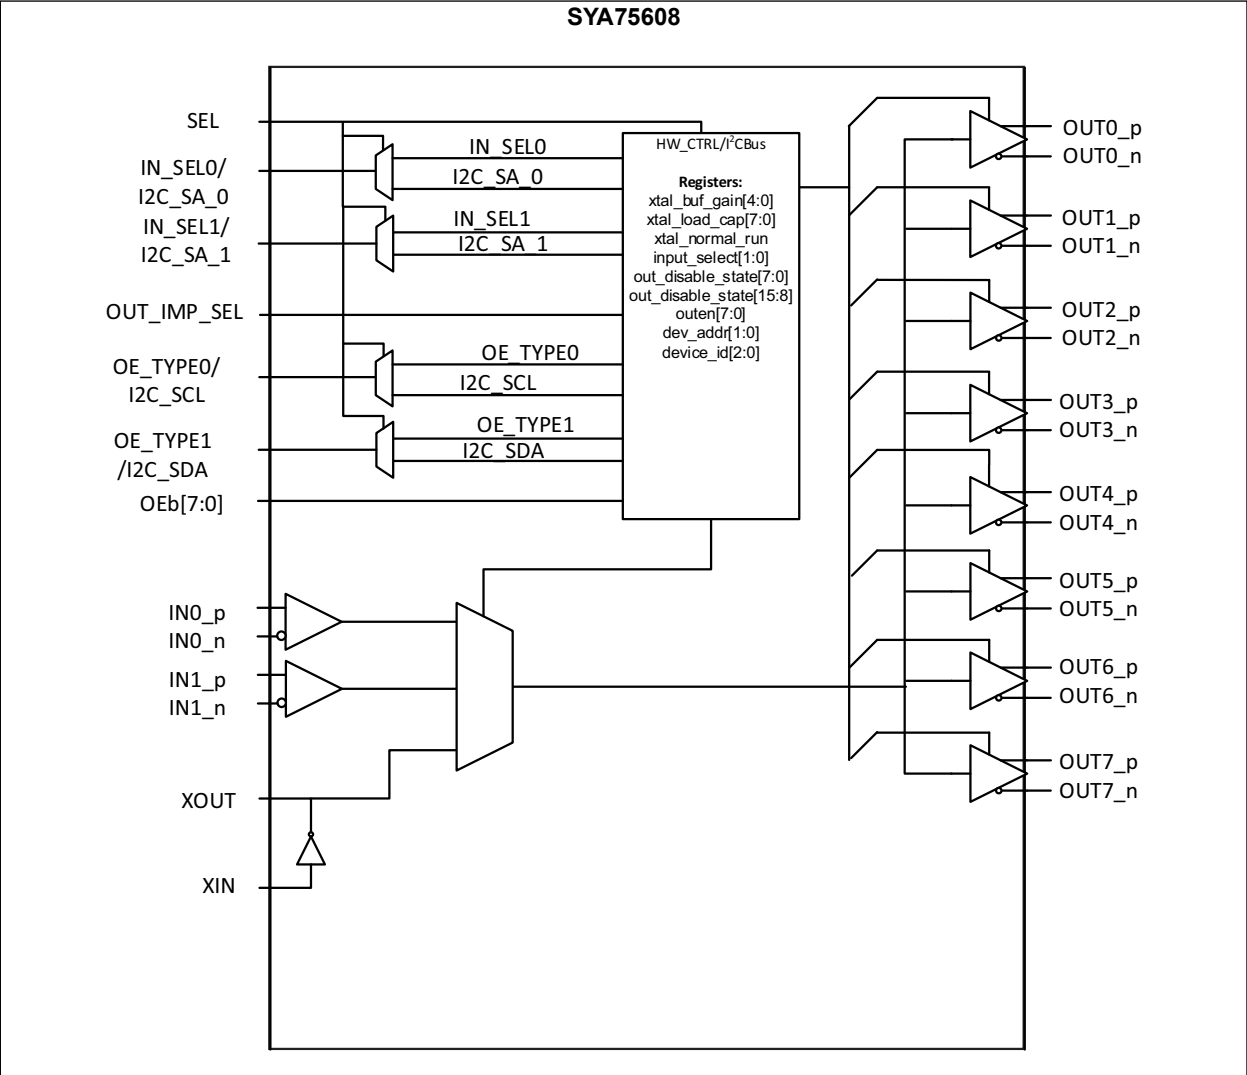 SYA75608
SEL
IN_SEL0/
I2C_SA_0
IN_SEL1/
I2C_SA_1
OUT_IMP_SEL
OE_TYPE0/
I2C_SCL
OE_TYPE1
/I2C_SDA
OEb[7:0]
IN0_p
IN0_n
IN1_p
IN1_n
XOUT
XIN
IN_SEL0
I2C_SA_0
IN_SEL1
I2C_SA_1
OE_TYPE0
I2C_SCL
OE_TYPE1
I2C_SDA
HW_CTRL/I²CBus
Registers:
xtal_buf_gain[4:0]
xtal_load_cap[7:0]
xtal_normal_run
input_select[1:0]
out_disable_state[7:0]
out_disable_state[15:8]
outen[7:0]
dev_addr[1:0]
device_id[2:0]
OUT0_p
OUT0_n
OUT1_p
OUT1_n
OUT2_p
OUT2_n
OUT3_p
OUT3_n
OUT4_p
OUT4_n
OUT5_p
OUT5_n
OUT6_p
OUT6_n
OUT7_p
OUT7_n